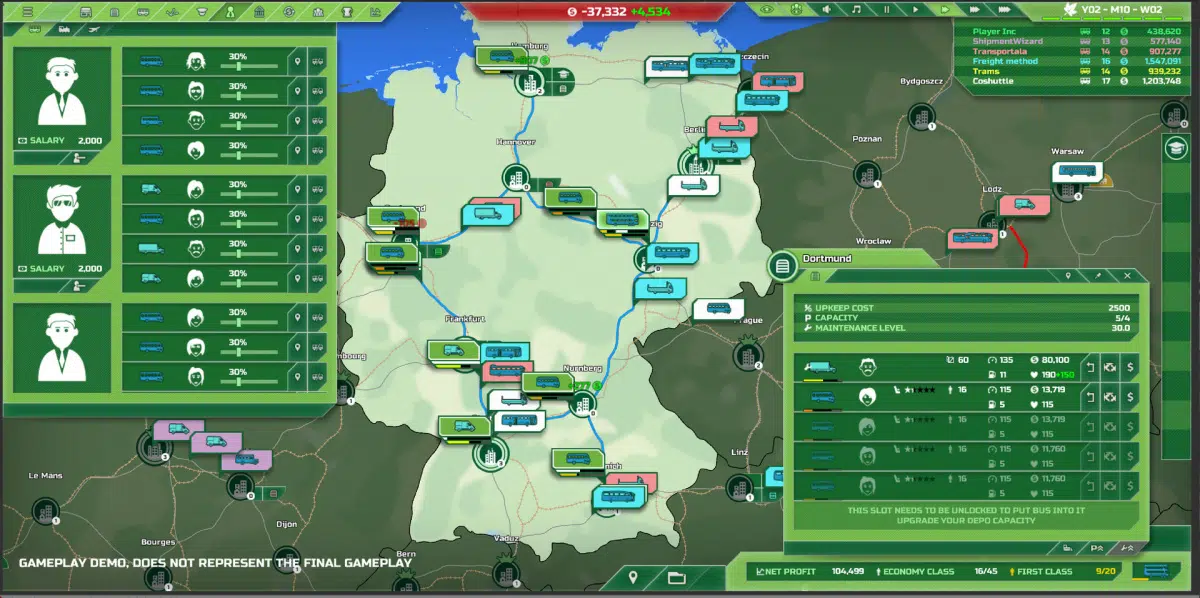 -37,332 +4,534
Y02 - M10 - W02
Player Inc 12 438,620
ShipmentWizard 13 577,140
Transportala 14 907,277
Freight method 16 1,547,091
Trams 14 939,232
Coshuttle 17 1,203,748
SALARY 2,000
SALARY 2,000
30%
30%
30%
30%
30%
30%
30%
30%
30%
30%
30%
Hamburg
Hannover
Berlin
Frankfurt
Nurnberg
Prague
Linz
Vaduz
Bern
Dijon
Bourges
Le Mans
Bydgoszcz
Poznan
Warsaw
Lodz
Wroclaw
Dortmund
UPKEEP COST 2500
CAPACITY 5/4
MAINTENANCE LEVEL 30.0
60 135 80,100
11 190+150
16 115 13,719
5 115
16 115 13,719
5 115
16 115 11,760
5 115
16 115 11,760
5 115
THIS SLOT NEEDS TO BE UNLOCKED TO PUT BUS INTO IT
UPGRADE YOUR DEPO CAPACITY
GAMEPLAY DEMO, DOES NOT REPRESENT THE FINAL GAMEPLAY
NET PROFIT 104,499 ECONOMY CLASS 16/45 FIRST CLASS 9/20